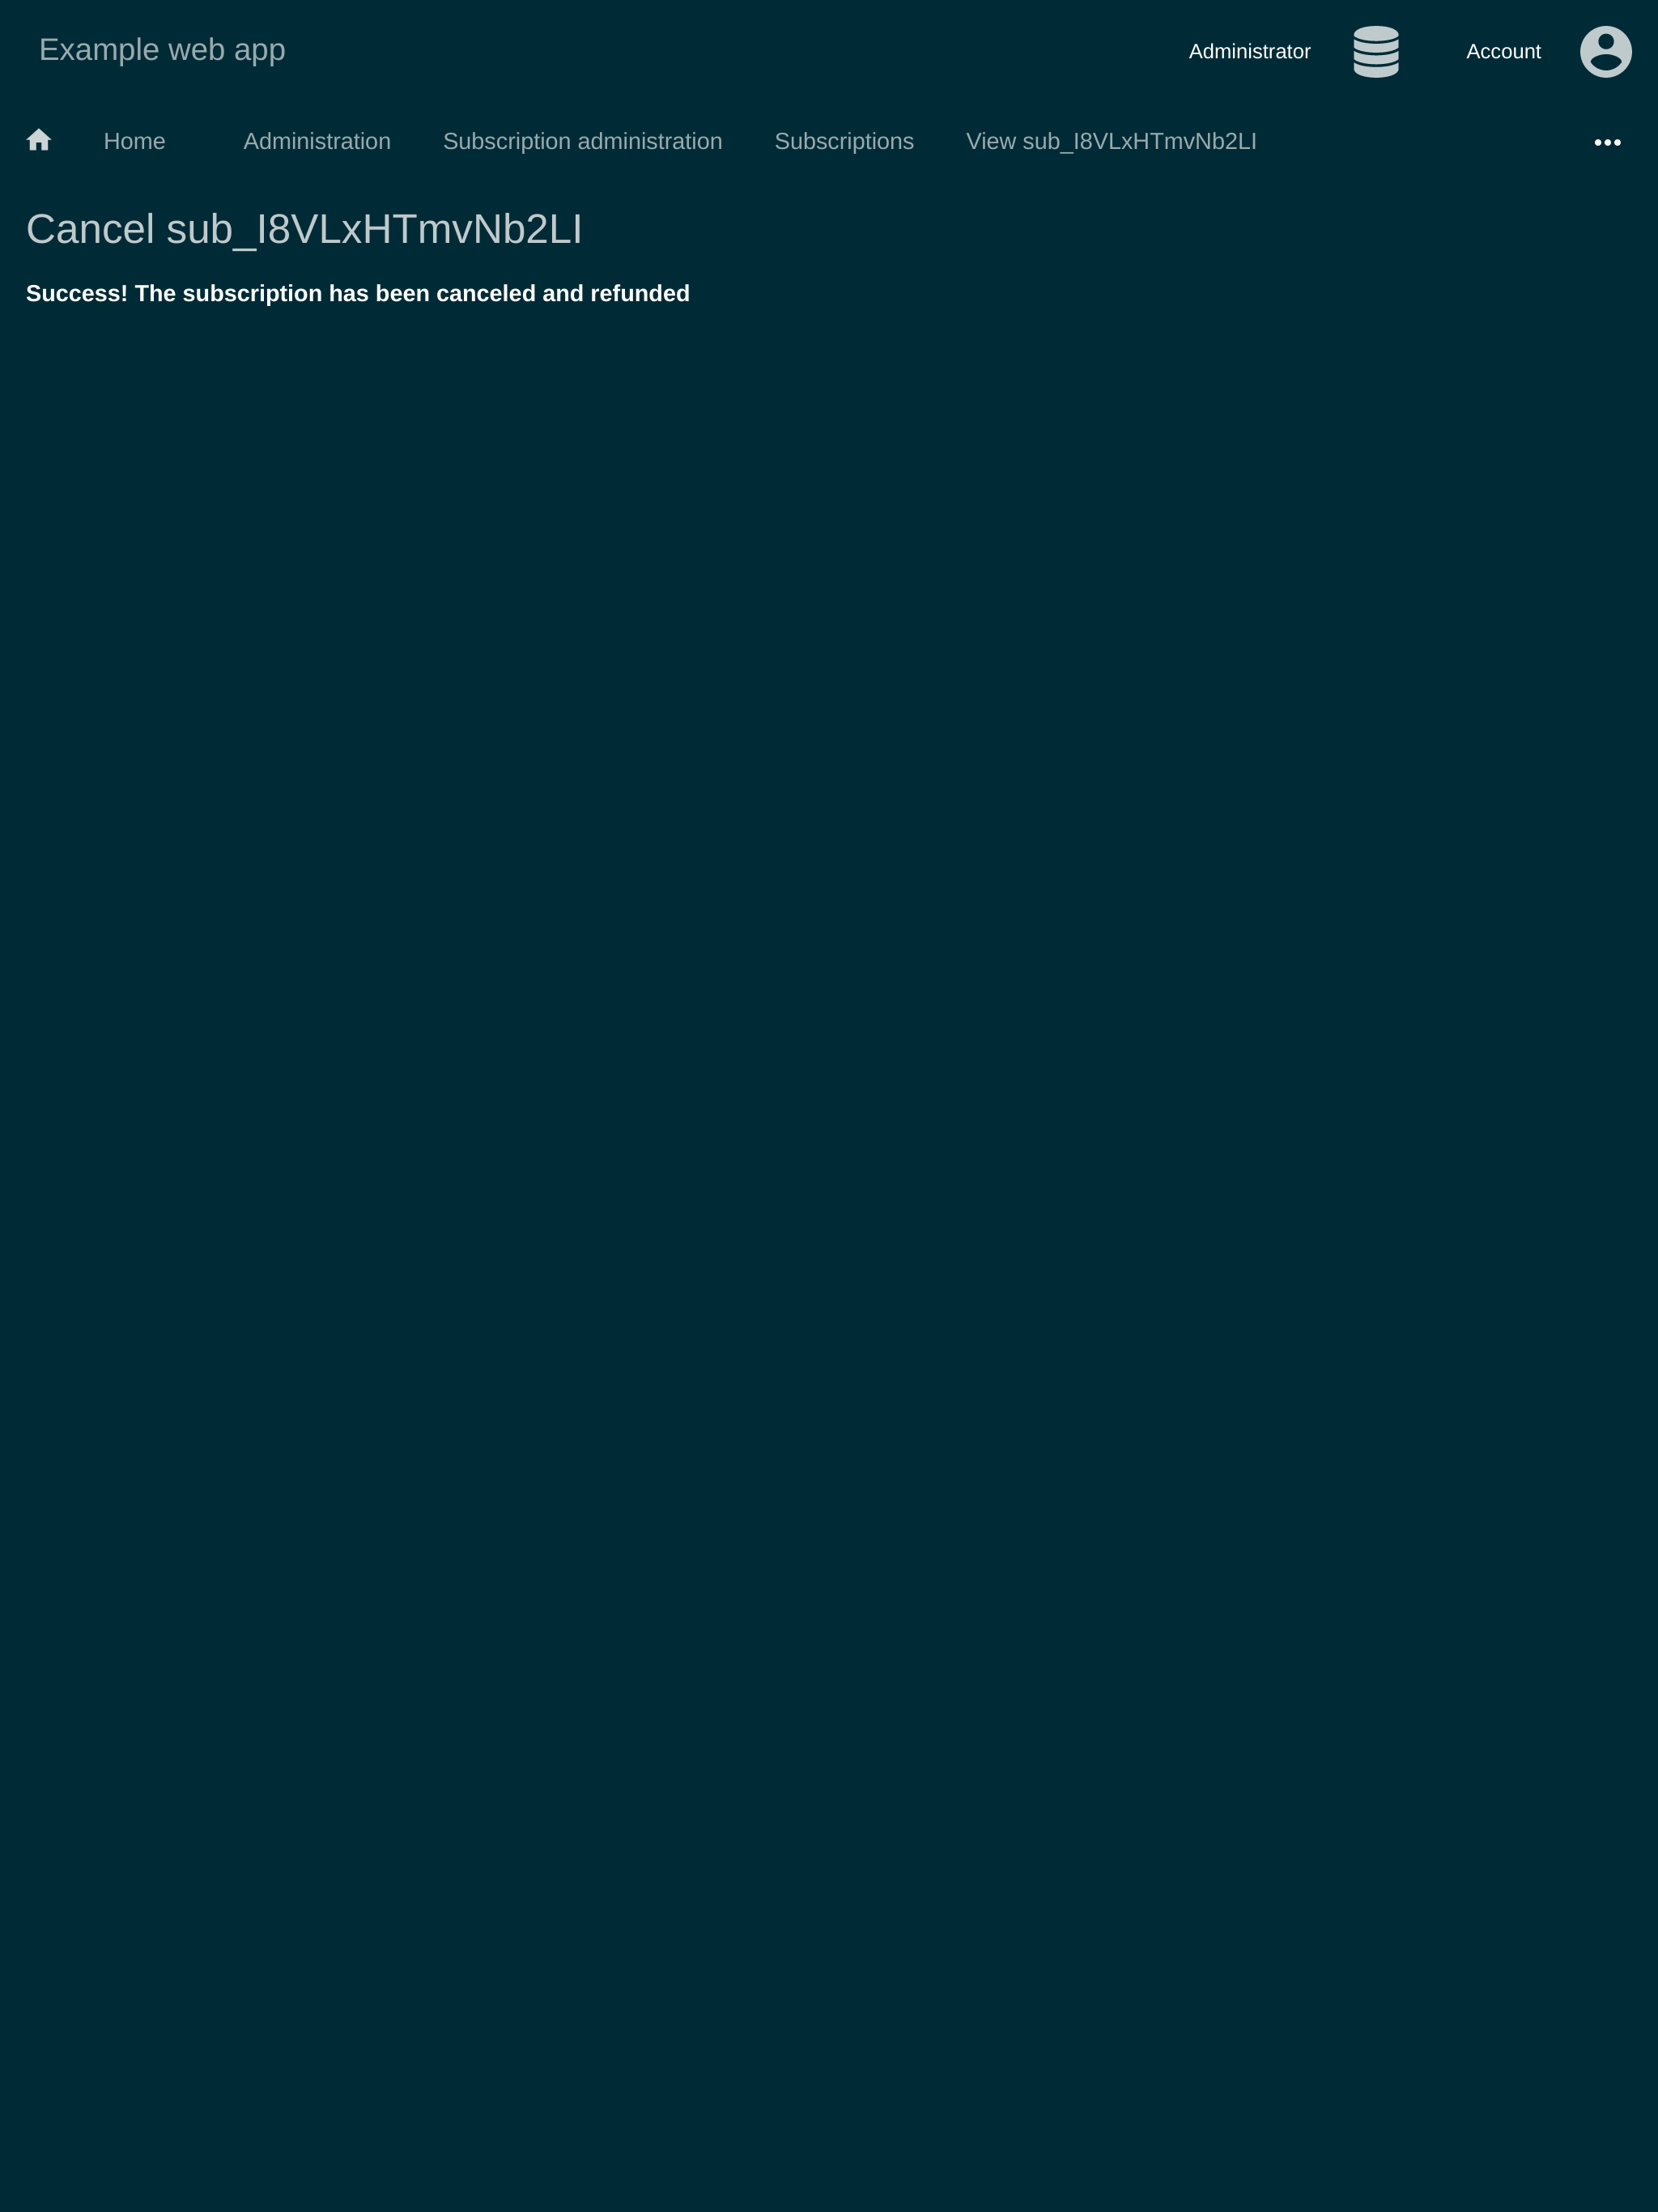 Example web app
Administrator
Account
Home
Administration
Subscription administration
Subscriptions
View sub_I8VLxHTmvNb2LI
Cancel sub_I8VLxHTmvNb2LI
Success! The subscription has been canceled and refunded